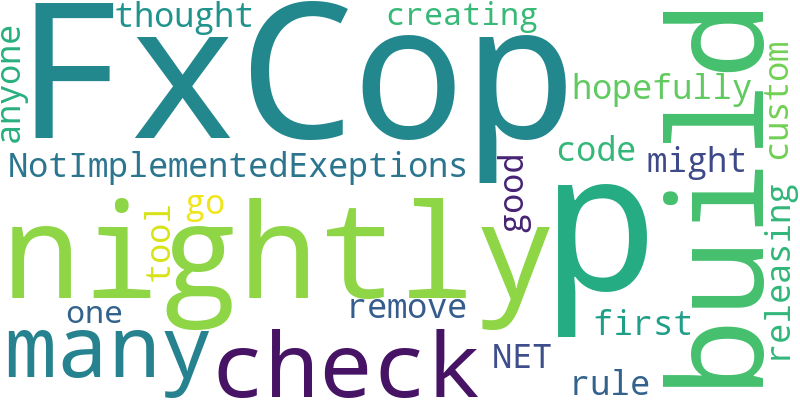 thought
creating
anyone
FxCop
build
custom
hopefully
code
might
NotImplementedExeptions
good
go
tool
nightly
p
releasing
one
remove
first
many
check
NET
rule